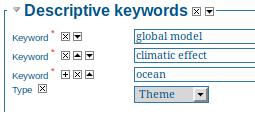 Descriptive keywords
Keyword * global model
Keyword * climatic effect
Keyword * ocean
Type Theme